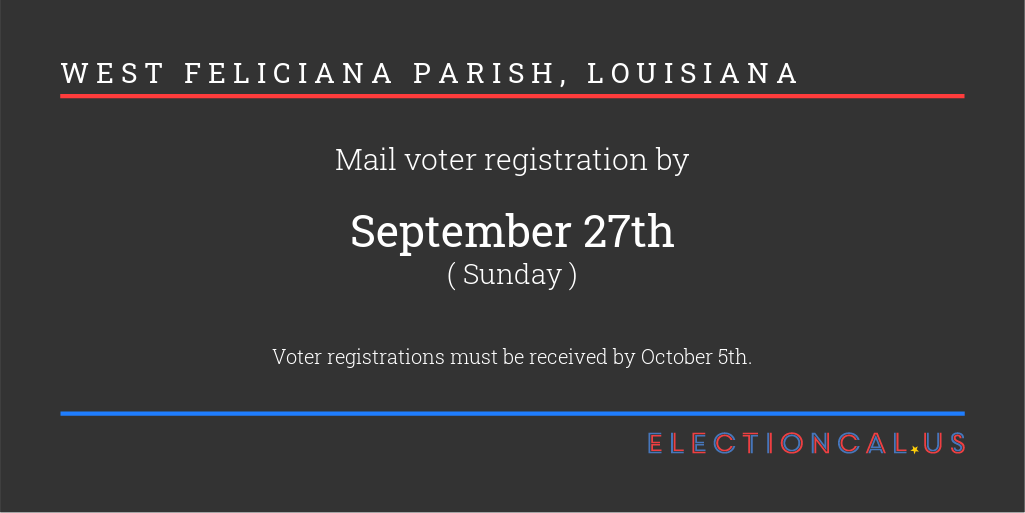 WEST FELICIANA PARISH, LOUISIANA
Mail voter registration by
September 27th
( Sunday )
Voter registrations must be received by October 5th.
ELECTIONCAL.US